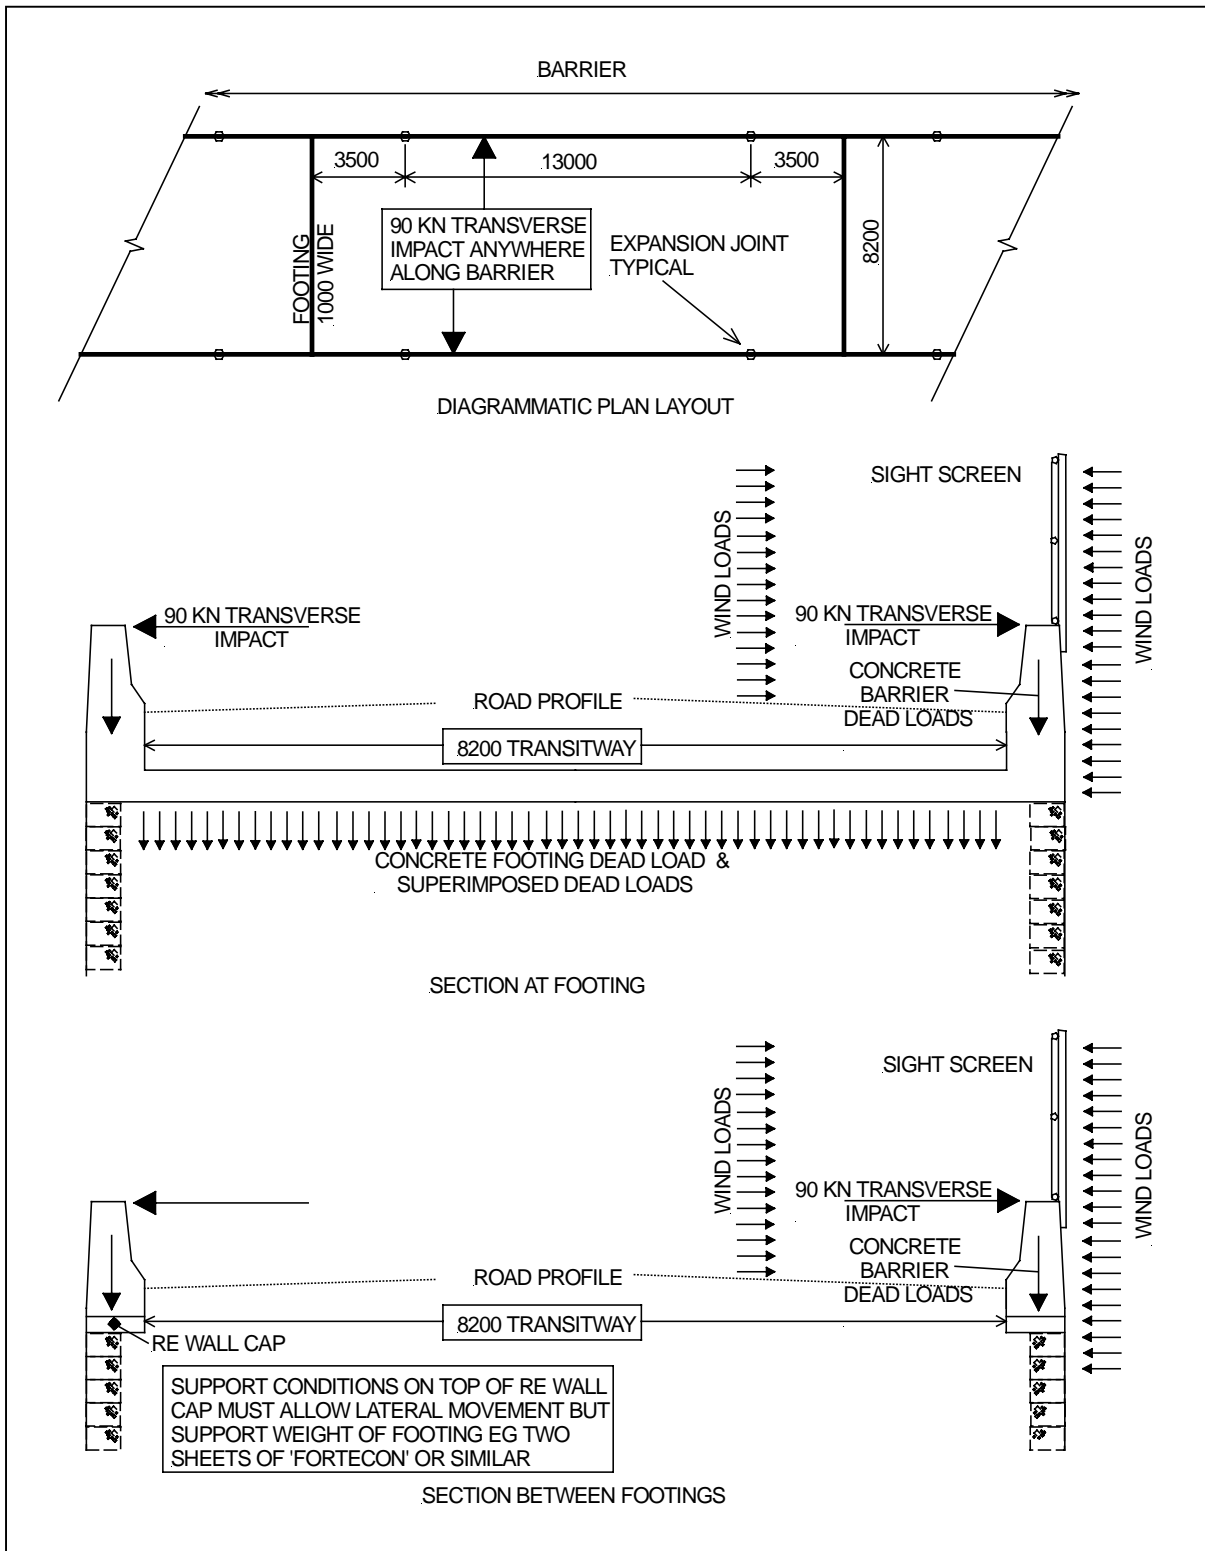 BARRIER
3500
13000
3500
8200
FOOTING
1000 WIDE
90 KN TRANSVERSE
IMPACT ANYWHERE
ALONG BARRIER
EXPANSION JOINT
TYPICAL
DIAGRAMMATIC PLAN LAYOUT
SIGHT SCREEN
WIND LOADS
WIND LOADS
90 KN TRANSVERSE
IMPACT
90 KN TRANSVERSE
IMPACT
CONCRETE
BARRIER
DEAD LOADS
ROAD PROFILE
8200 TRANSITWAY
CONCRETE FOOTING DEAD LOAD &
SUPERIMPOSED DEAD LOADS
SECTION AT FOOTING
SIGHT SCREEN
WIND LOADS
WIND LOADS
90 KN TRANSVERSE
IMPACT
CONCRETE
BARRIER
DEAD LOADS
ROAD PROFILE
8200 TRANSITWAY
RE WALL CAP
SUPPORT CONDITIONS ON TOP OF RE WALL
CAP MUST ALLOW LATERAL MOVEMENT BUT
SUPPORT WEIGHT OF FOOTING EG TWO
SHEETS OF 'FORTECON' OR SIMILAR
SECTION BETWEEN FOOTINGS